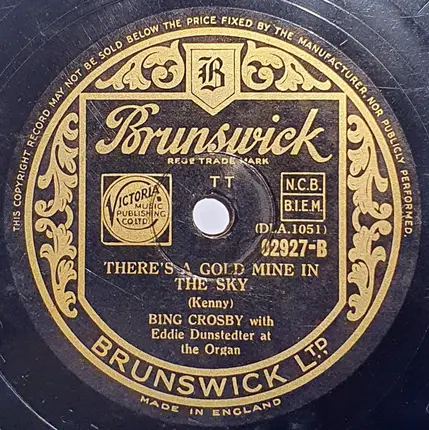 THIS COPYRIGHT RECORD MAY NOT BE SOLD BELOW THE PRICE FIXED BY THE MANUFACTURER, NOR PUBLICLY PERFORMED.
B
Brunswick
REGD TRADE MARK
TT
VICTORIA
MUSIC
PUBLISHING
CO LTD
N.C.B.
B.I.E.M.
(DLA.1051)
02927-B
THERE'S A GOLD MINE IN
THE SKY
(Kenny)
BING CROSBY with
Eddie Dunstedter at
the Organ
BRUNSWICK LTD.
MADE IN ENGLAND